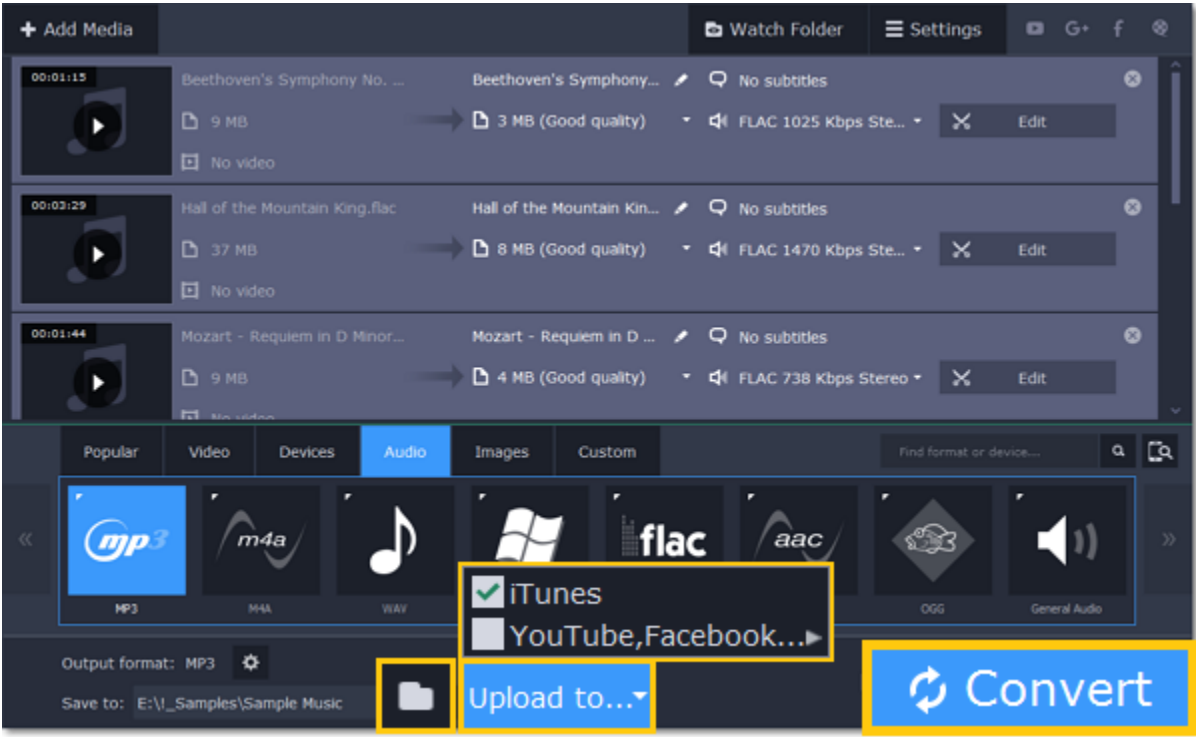 Add Media
Watch Folder
Settings
G+ f
00:01:15
Beethoven's Symphony No. ...
Beethoven's Symphony...
No subtitles
9 MB
3 MB (Good quality)
FLAC 1025 Kbps Ste...
Edit
No video
00:03:29
Hall of the Mountain King.flac
Hall of the Mountain Kin...
No subtitles
37 MB
8 MB (Good quality)
FLAC 1470 Kbps Ste...
Edit
No video
00:01:44
Mozart - Requiem in D Minor...
Mozart - Requiem in D ...
No subtitles
9 MB
4 MB (Good quality)
FLAC 738 Kbps Stereo
Edit
No video
Popular
Video
Devices
Audio
Images
Custom
Find format or device...
mp3
m4a
flac
aac
MP3
M4A
WAV
OGG
General Audio
iTunes
YouTube,Facebook...
Output format: MP3
Save to: E:\!_Samples\Sample Music
Upload to...
Convert